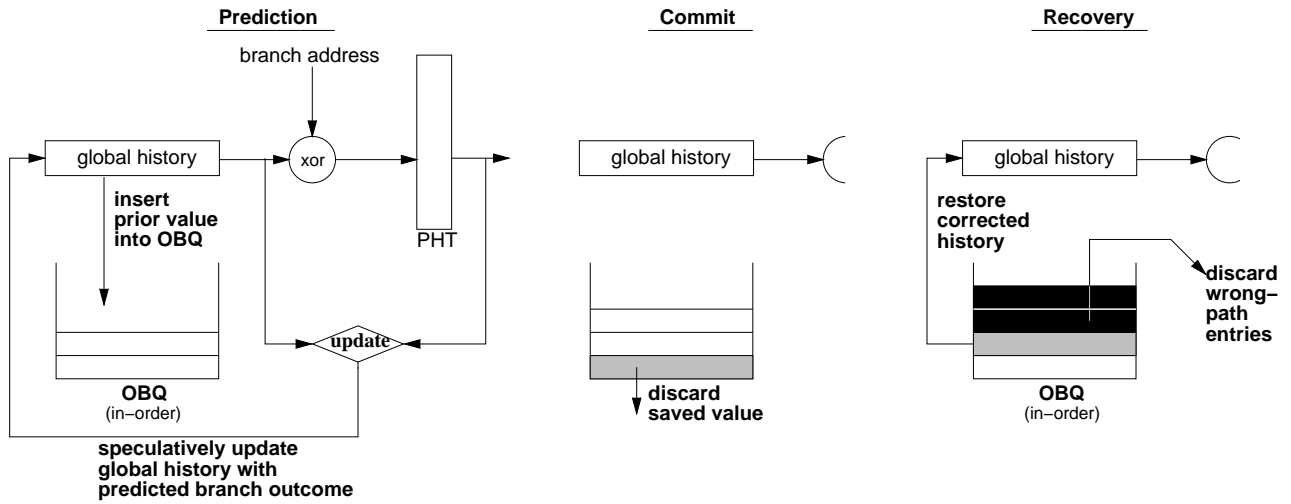 Prediction
branch address
global history
xor
PHT
insert
prior value
into OBQ
update
OBQ
(in−order)
speculatively update
global history with
predicted branch outcome
Commit
global history
discard
saved value
Recovery
global history
restore
corrected
history
discard
wrong−
path
entries
OBQ
(in−order)